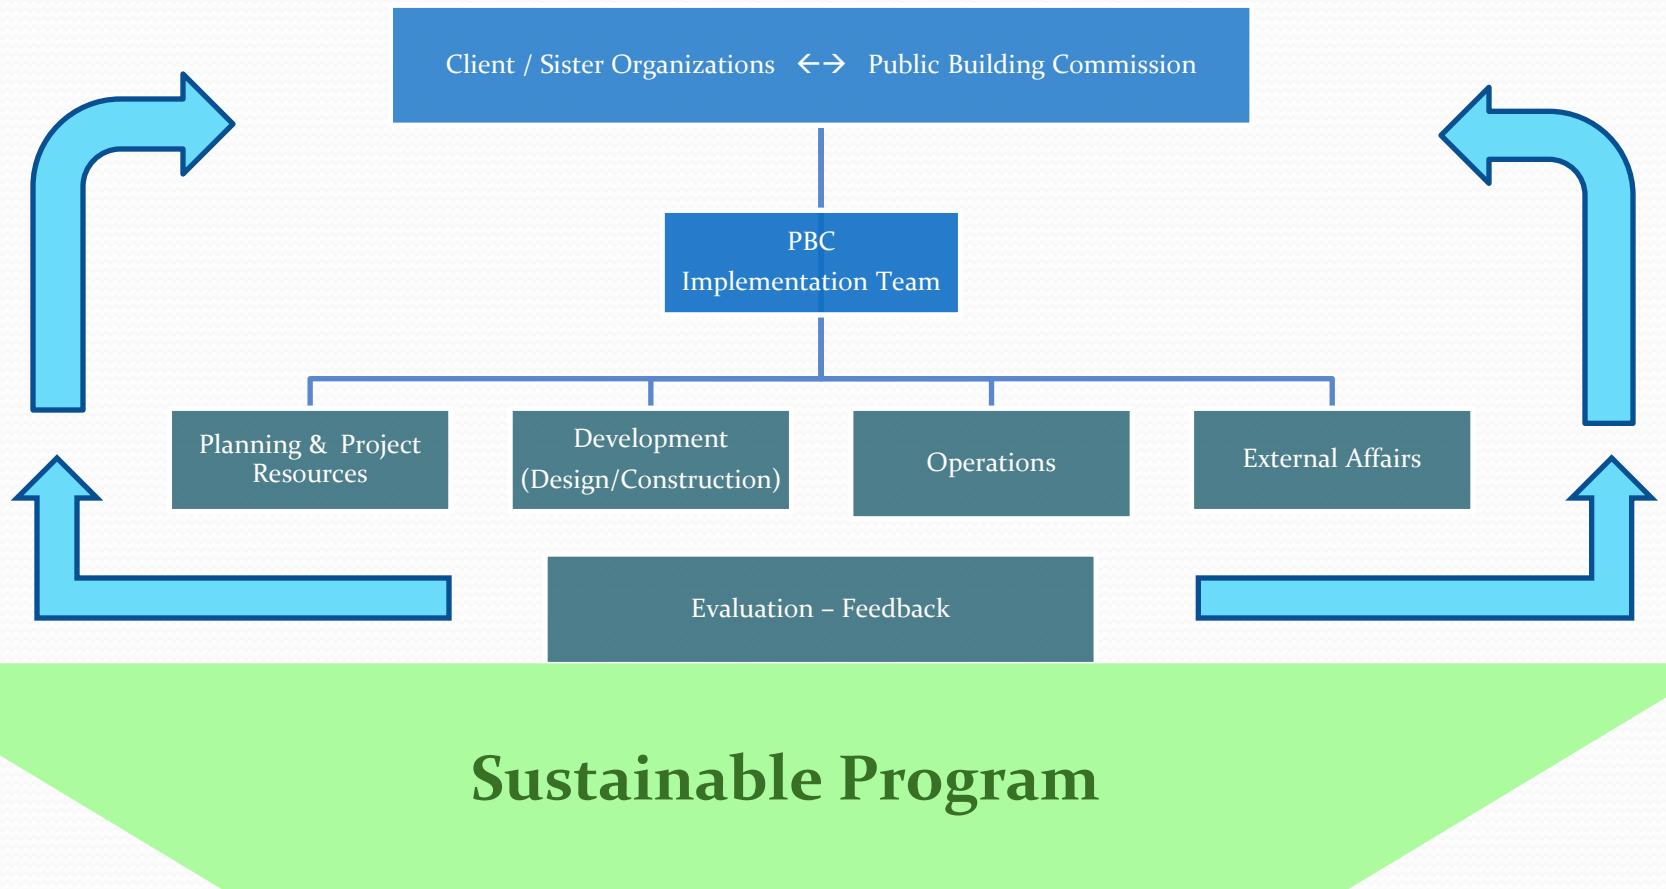 Client / Sister Organizations ←→ Public Building Commission
PBC
Implementation Team
Planning & Project
Resources
Development
(Design/Construction)
Operations
External Affairs
Evaluation – Feedback
Sustainable Program